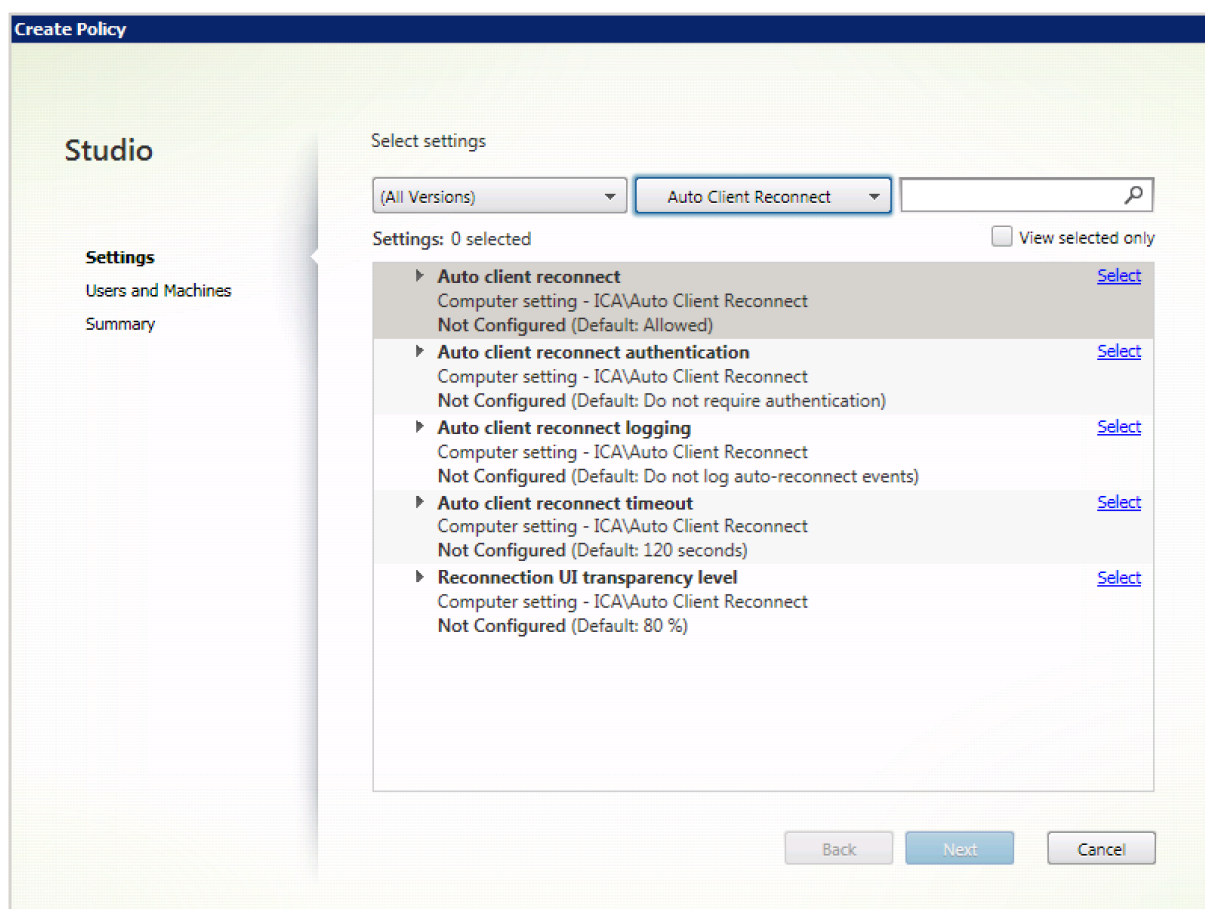 Create Policy
Studio
Settings
Users and Machines
Summary
Select settings
(All Versions)
Auto Client Reconnect
Settings: 0 selected
View selected only
Auto client reconnect
Select
Computer setting - ICA\Auto Client Reconnect
Not Configured (Default: Allowed)
Auto client reconnect authentication
Select
Computer setting - ICA\Auto Client Reconnect
Not Configured (Default: Do not require authentication)
Auto client reconnect logging
Select
Computer setting - ICA\Auto Client Reconnect
Not Configured (Default: Do not log auto-reconnect events)
Auto client reconnect timeout
Select
Computer setting - ICA\Auto Client Reconnect
Not Configured (Default: 120 seconds)
Reconnection UI transparency level
Select
Computer setting - ICA\Auto Client Reconnect
Not Configured (Default: 80 %)
Back
Next
Cancel